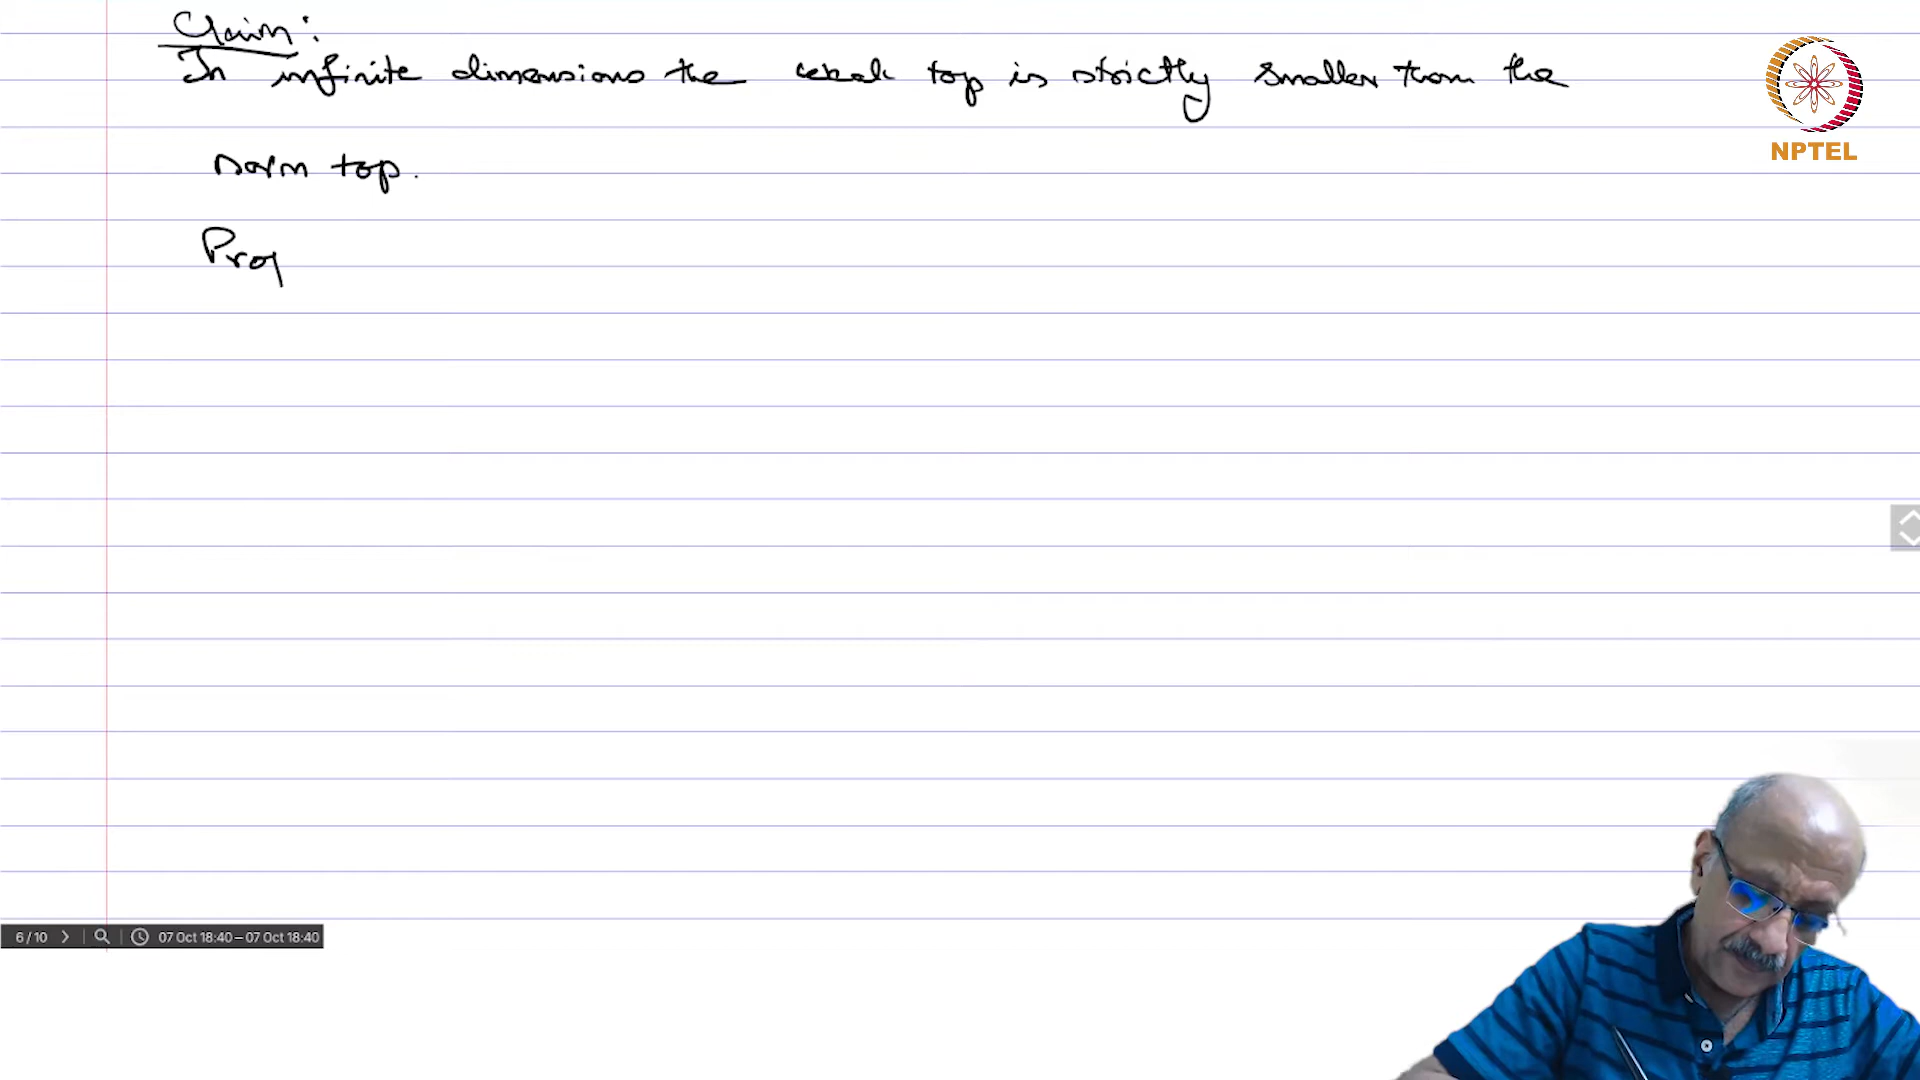 Claim:
In infinite dimensions the weak top is strictly smaller than the
norm top.
Prop
NPTEL
6/10 07 Oct 18:40 – 07 Oct 18:40